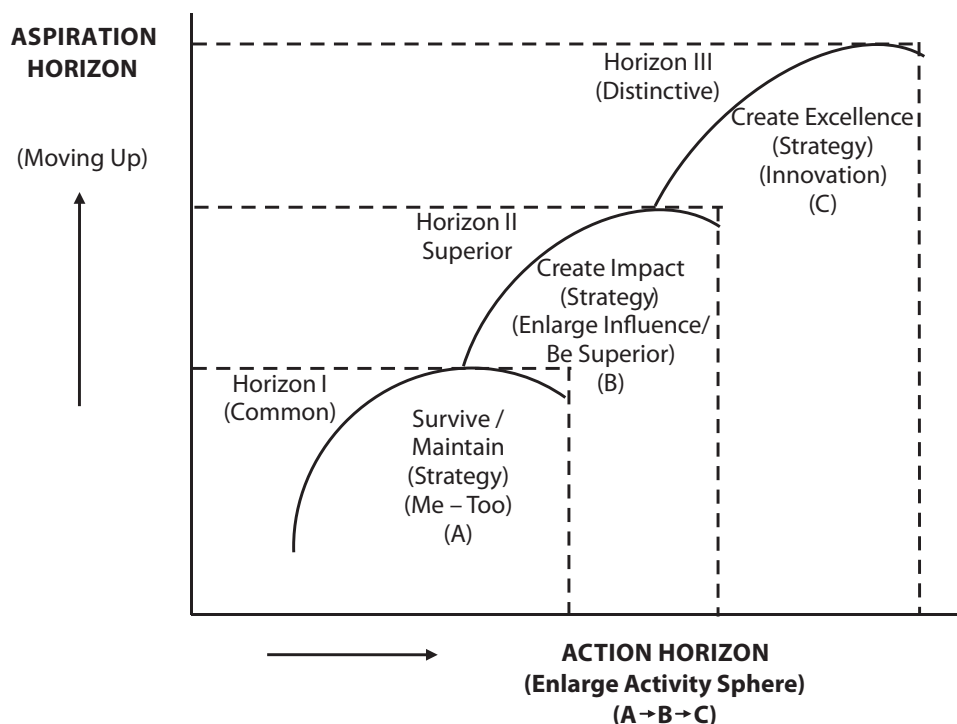 ASPIRATION
HORIZON
(Moving Up)
Horizon III
(Distinctive)
Create Excellence
(Strategy)
(Innovation)
(C)
Horizon II
Superior
Create Impact
(Strategy)
(Enlarge Influence/
Be Superior)
(B)
Horizon I
(Common)
Survive /
Maintain
(Strategy)
(Me – Too)
(A)
ACTION HORIZON
(Enlarge Activity Sphere)
(A→B→C)